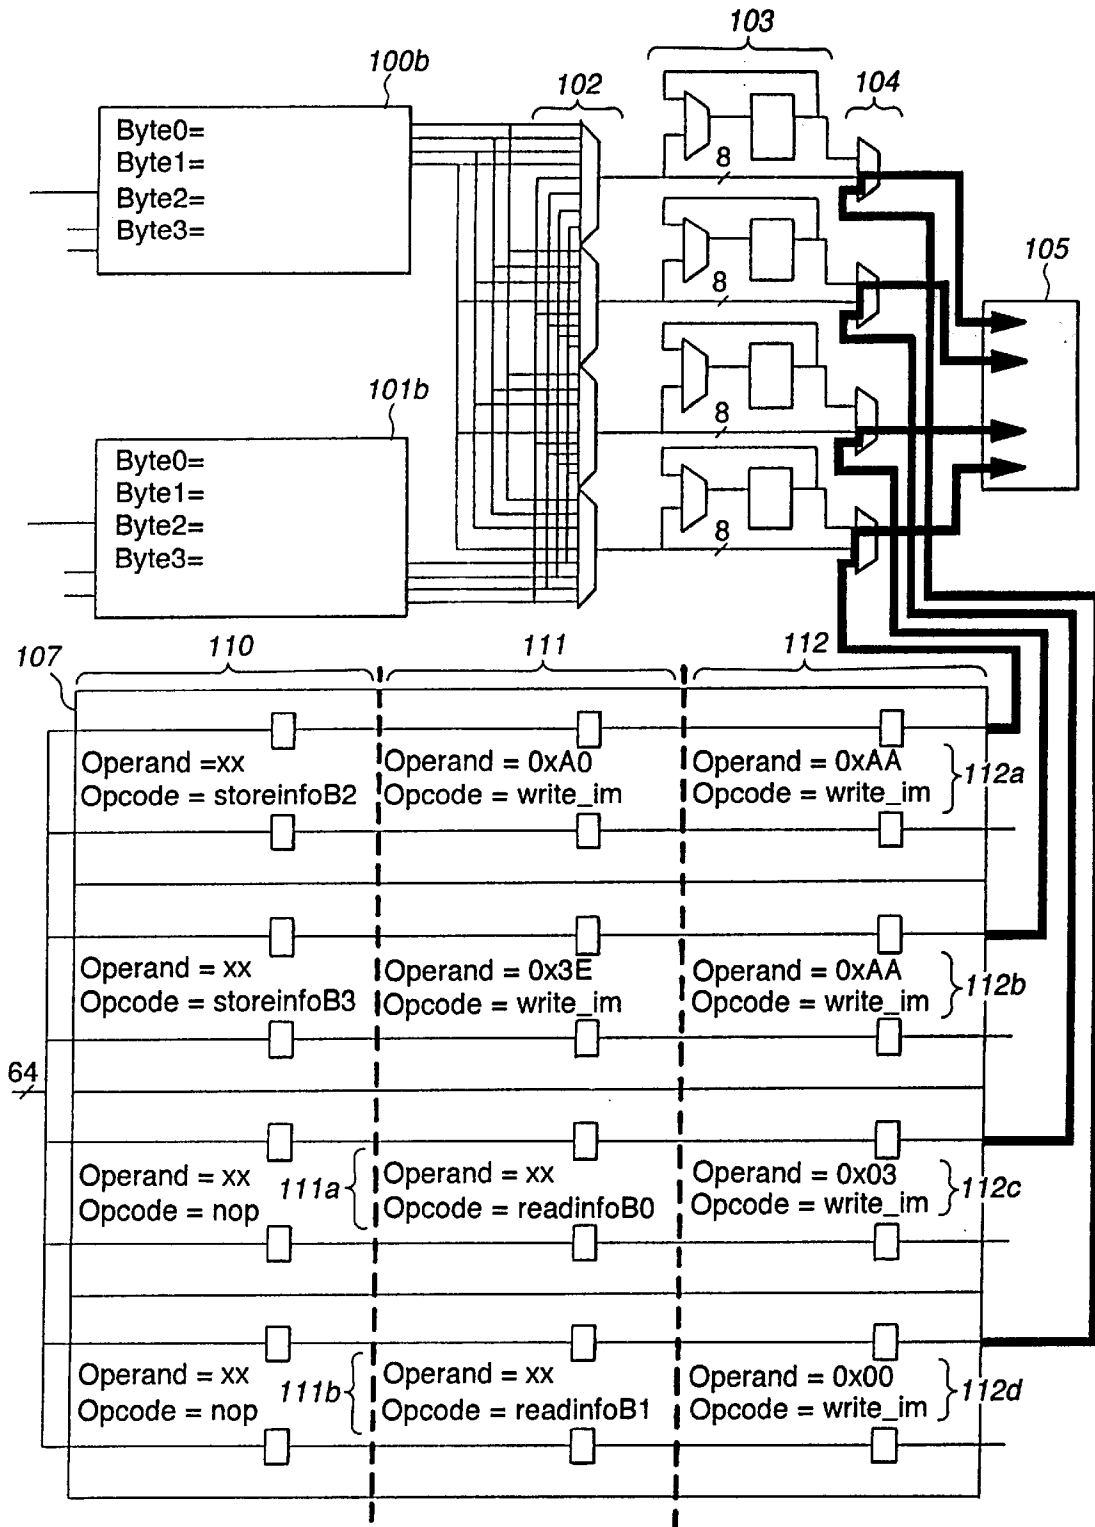 103
100b
102
104
Byte0=
Byte1=
Byte2=
Byte3=
8
105
8
101b
8
Byte0=
Byte1=
Byte2=
Byte3=
8
107
110
111
112
Operand =xx
Opcode = storeinfoB2
Operand = 0xA0
Opcode = write_im
Operand = 0xAA
Opcode = write_im
112a
Operand = xx
Opcode = storeinfoB3
Operand = 0x3E
Opcode = write_im
Operand = 0xAA
Opcode = write_im
112b
64
Operand = xx
Opcode = nop
111a
Operand = xx
Opcode = readinfoB0
Operand = 0x03
Opcode = write_im
112c
Operand = xx
Opcode = nop
111b
Operand = xx
Opcode = readinfoB1
Operand = 0x00
Opcode = write_im
112d